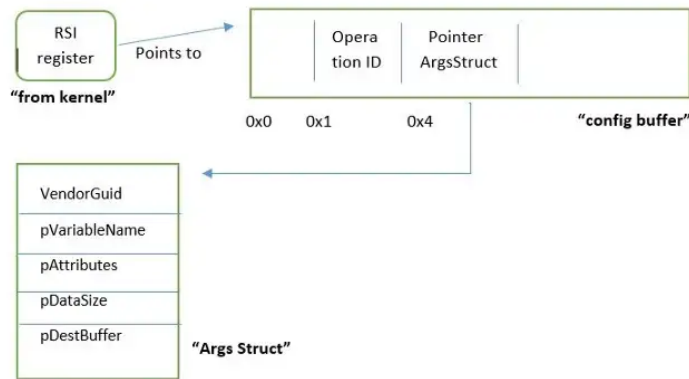 RSI
register
Points to
"from kernel"
Opera
tion ID
Pointer
ArgsStruct
0x0
0x1
0x4
"config buffer"
VendorGuid
pVariableName
pAttributes
pDataSize
pDestBuffer
"Args Struct"